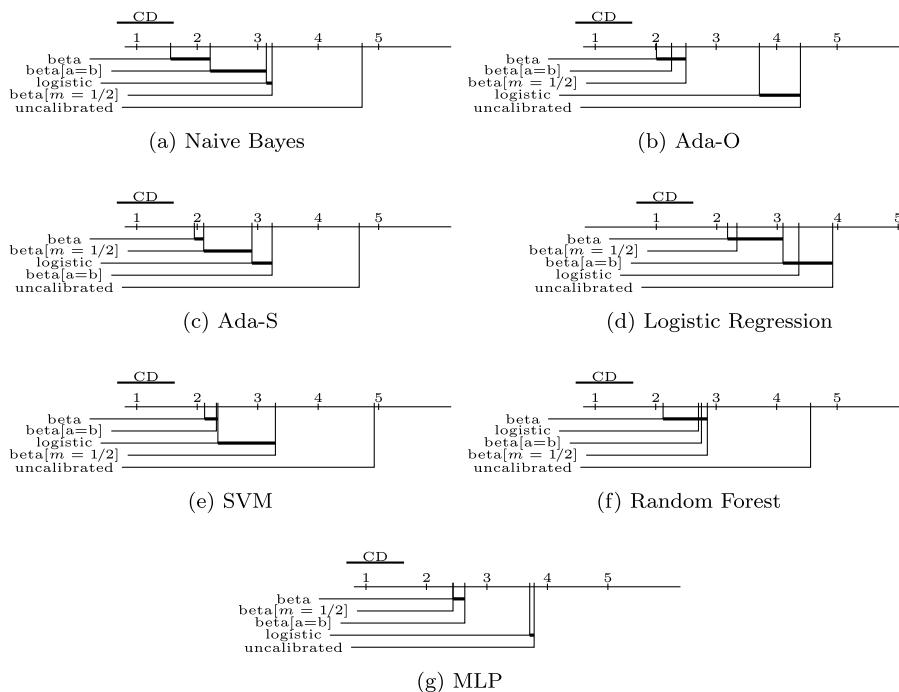 CD
1 2 3 4 5
beta
beta[a=b]
logistic
beta[m = 1/2]
uncalibrated
(a) Naive Bayes
CD
1 2 3 4 5
beta
beta[a=b]
beta[m = 1/2]
logistic
uncalibrated
(b) Ada-O
CD
1 2 3 4 5
beta
beta[m = 1/2]
logistic
beta[a=b]
uncalibrated
(c) Ada-S
CD
1 2 3 4 5
beta
beta[m = 1/2]
beta[a=b]
logistic
uncalibrated
(d) Logistic Regression
CD
1 2 3 4 5
beta
beta[a=b]
logistic
beta[m = 1/2]
uncalibrated
(e) SVM
CD
1 2 3 4 5
beta
logistic
beta[a=b]
beta[m = 1/2]
uncalibrated
(f) Random Forest
CD
1 2 3 4 5
beta
beta[m = 1/2]
beta[a=b]
logistic
uncalibrated
(g) MLP